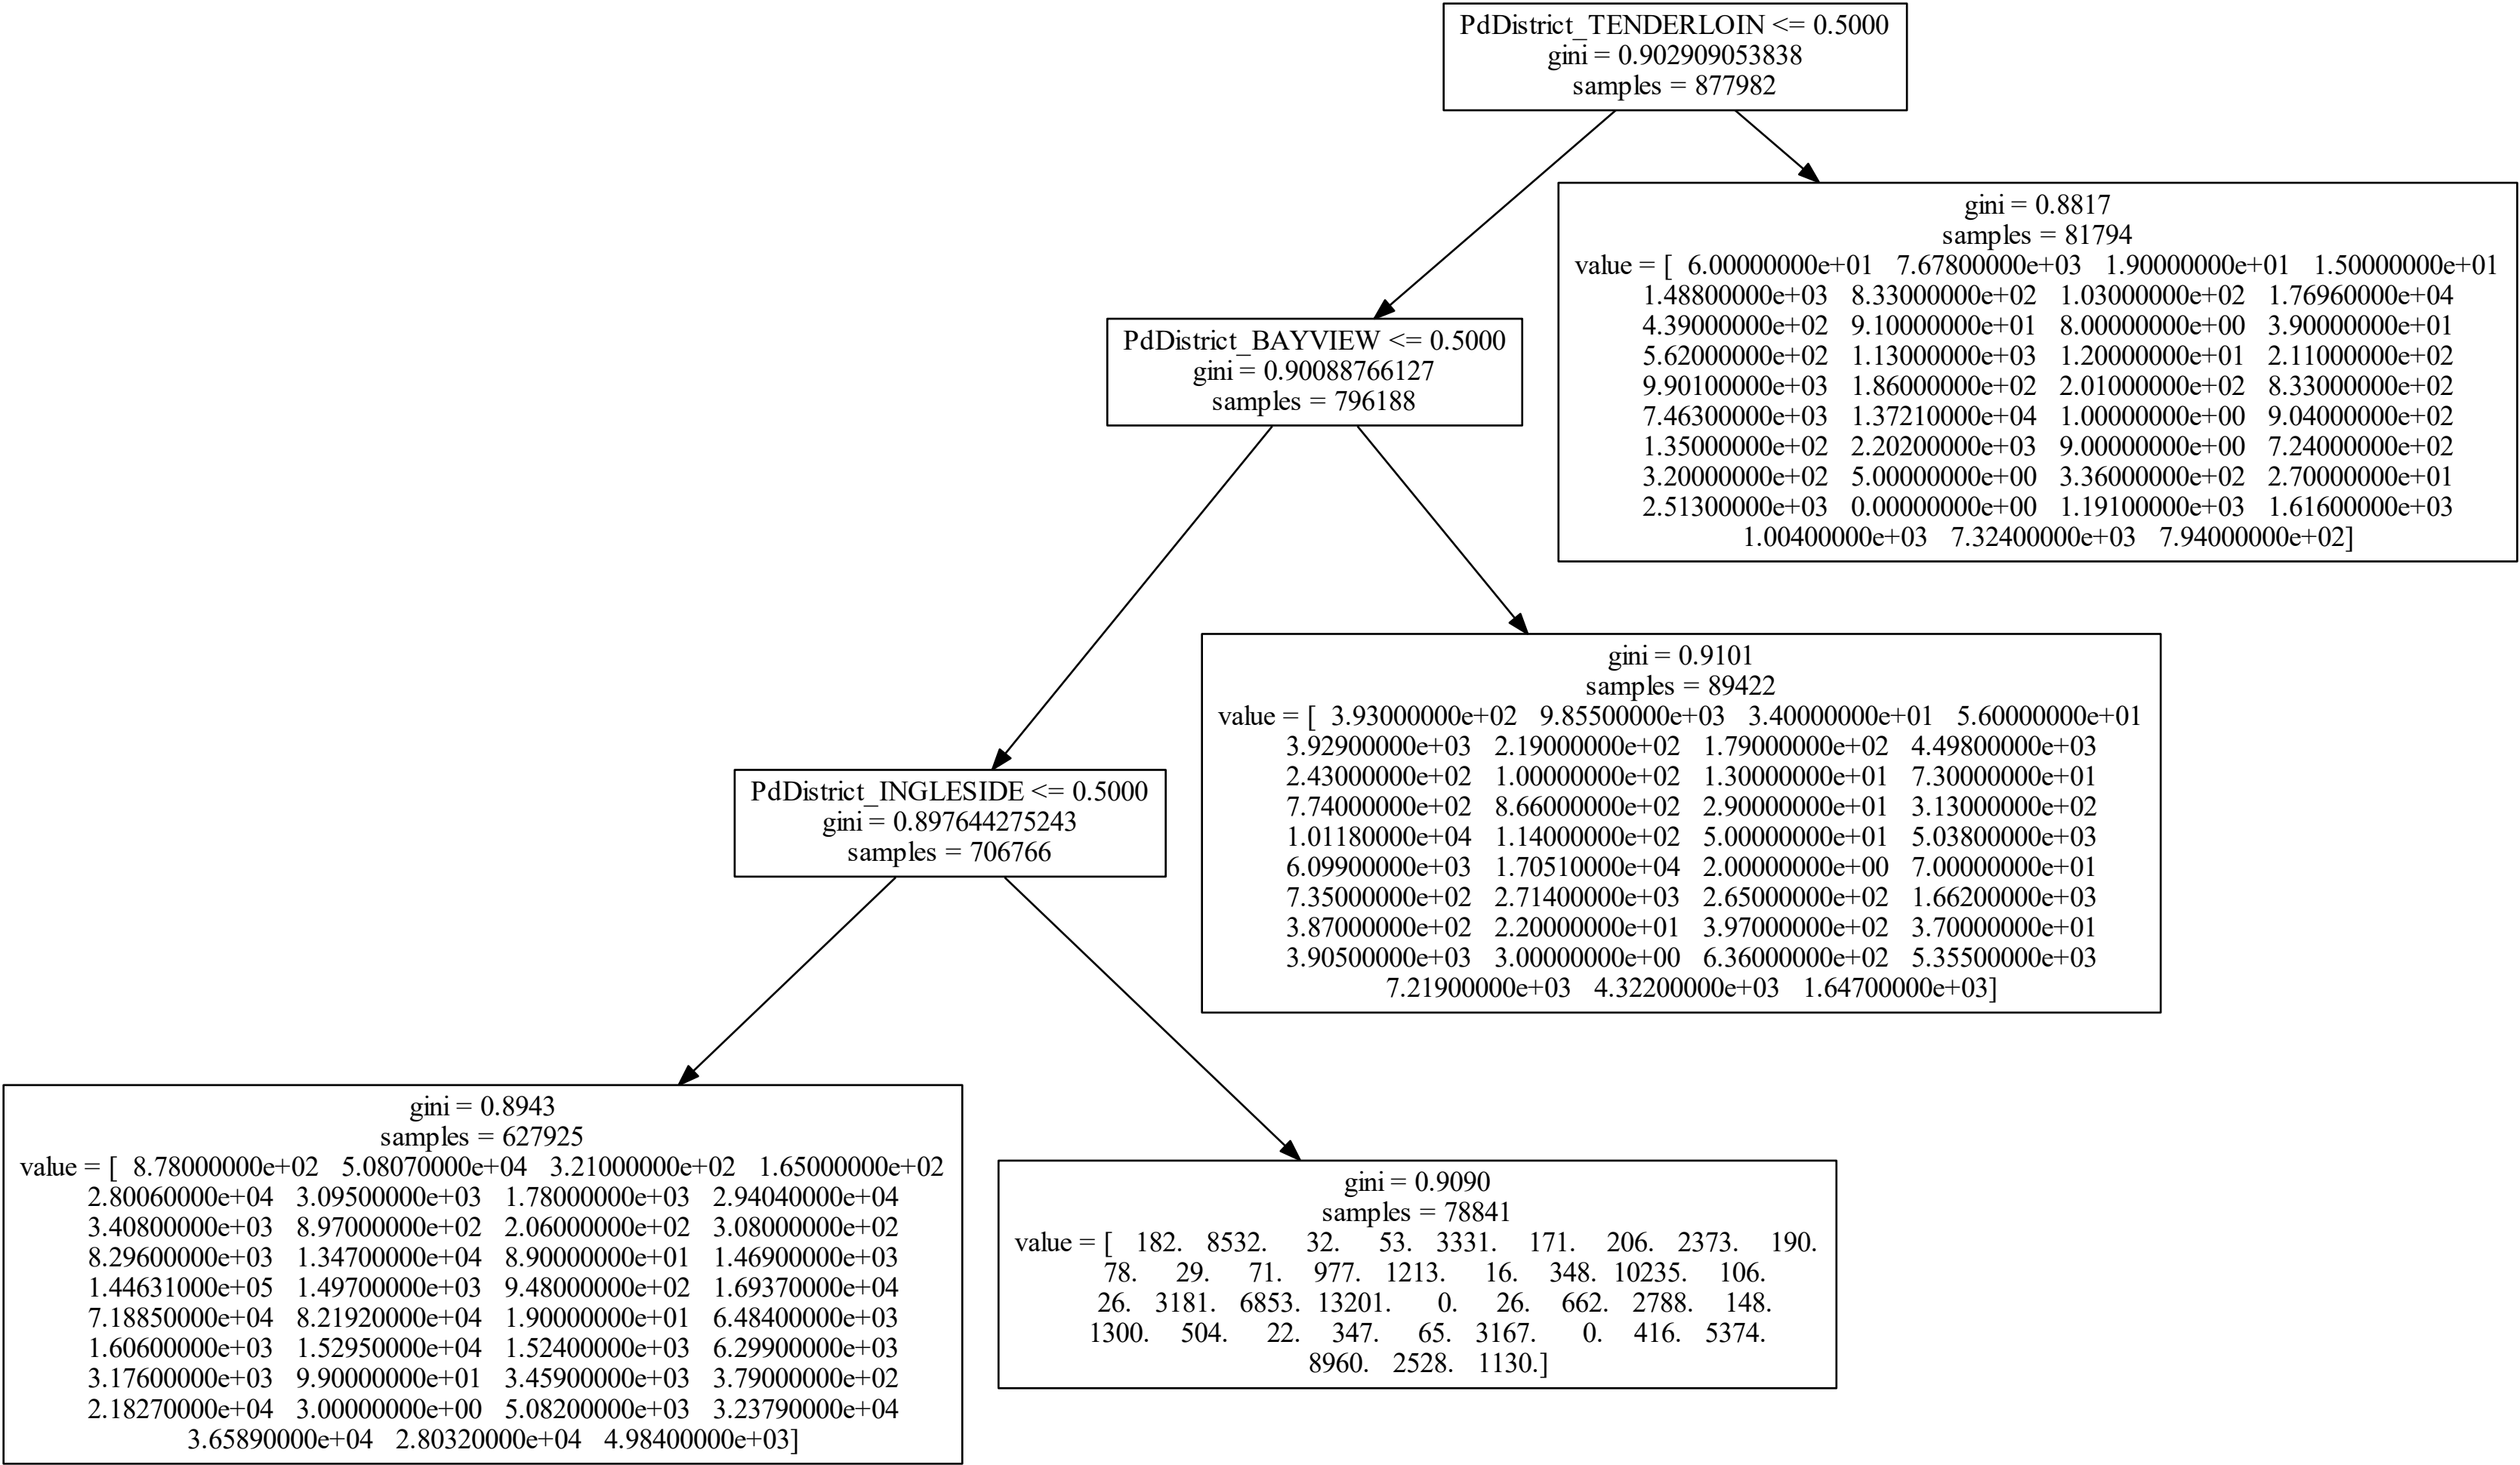 PdDistrict_TENDERLOIN <= 0.5000
gini = 0.902909053838
samples = 877982
gini = 0.8817
samples = 81794
value = [ 6.00000000e+01 7.67800000e+03 1.90000000e+01 1.50000000e+01
1.48800000e+03 8.33000000e+02 1.03000000e+02 1.76960000e+04
4.39000000e+02 9.10000000e+01 8.00000000e+00 3.90000000e+01
5.62000000e+02 1.13000000e+03 1.20000000e+01 2.11000000e+02
9.90100000e+03 1.86000000e+02 2.01000000e+02 8.33000000e+02
7.46300000e+03 1.37210000e+04 1.00000000e+00 9.04000000e+02
1.35000000e+02 2.20200000e+03 9.00000000e+00 7.24000000e+02
3.20000000e+02 5.00000000e+00 3.36000000e+02 2.70000000e+01
2.51300000e+03 0.00000000e+00 1.19100000e+03 1.61600000e+03
1.00400000e+03 7.32400000e+03 7.94000000e+02]
PdDistrict_BAYVIEW <= 0.5000
gini = 0.90088766127
samples = 796188
gini = 0.9101
samples = 89422
value = [ 3.93000000e+02 9.85500000e+03 3.40000000e+01 5.60000000e+01
3.92900000e+03 2.19000000e+02 1.79000000e+02 4.49800000e+03
2.43000000e+02 1.00000000e+02 1.30000000e+01 7.30000000e+01
7.74000000e+02 8.66000000e+02 2.90000000e+01 3.13000000e+02
1.01180000e+04 1.14000000e+02 5.00000000e+01 5.03800000e+03
6.09900000e+03 1.70510000e+04 2.00000000e+00 7.00000000e+01
7.35000000e+02 2.71400000e+03 2.65000000e+02 1.66200000e+03
3.87000000e+02 2.20000000e+01 3.97000000e+02 3.70000000e+01
3.90500000e+03 3.00000000e+00 6.36000000e+02 5.35500000e+03
7.21900000e+03 4.32200000e+03 1.64700000e+03]
PdDistrict_INGLESIDE <= 0.5000
gini = 0.897644275243
samples = 706766
gini = 0.8943
samples = 627925
value = [ 8.78000000e+02 5.08070000e+04 3.21000000e+02 1.65000000e+02
2.80060000e+04 3.09500000e+03 1.78000000e+03 2.94040000e+04
3.40800000e+03 8.97000000e+02 2.06000000e+02 3.08000000e+02
8.29600000e+03 1.34700000e+04 8.90000000e+01 1.46900000e+03
1.44631000e+05 1.49700000e+03 9.48000000e+02 1.69370000e+04
7.18850000e+04 8.21920000e+04 1.90000000e+01 6.48400000e+03
1.60600000e+03 1.52950000e+04 1.52400000e+03 6.29900000e+03
3.17600000e+03 9.90000000e+01 3.45900000e+03 3.79000000e+02
2.18270000e+04 3.00000000e+00 5.08200000e+03 3.23790000e+04
3.65890000e+04 2.80320000e+04 4.98400000e+03]
gini = 0.9090
samples = 78841
value = [ 182. 8532. 32. 53. 3331. 171. 206. 2373. 190.
78. 29. 71. 977. 1213. 16. 348. 10235. 106.
26. 3181. 6853. 13201. 0. 26. 662. 2788. 148.
1300. 504. 22. 347. 65. 3167. 0. 416. 5374.
8960. 2528. 1130.]